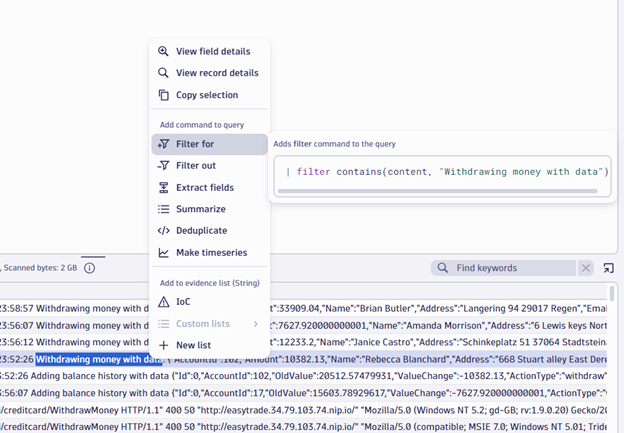 View field details
View record details
Copy selection
Add command to query
Filter for
Filter out
Extract fields
Summarize
Deduplicate
Make timeseries
Add to evidence list (String)
IoC
Custom lists
New list
Adds filter command to the query
| filter contains(content, "Withdrawing money with data")
, Scanned bytes: 2 GB
Find keywords
23:58:57 Withdrawing money with d :33909.04,"Name":"Brian Butler","Address":"Langerring 94 29017 Regen","Emai
23:56:07 Withdrawing money with d :7627.920000000001,"Name":"Amanda Morrison","Address":"6 Lewis keys Nort
23:56:12 Withdrawing money with d :12233.2,"Name":"Janice Castro","Address":"Schinkeplatz 51 37064 Stadtstein
23:52:26 Withdrawing money with data: {"AccountId":102,"Amount":10382.13,"Name":"Rebecca Blanchard","Address":"668 Stuart alley East Dere
3:52:26 Adding balance history with data {"Id":0,"AccountId":102,"OldValue":20512.57479931,"ValueChange":-10382.13,"ActionType":"withdraw"
3:56:07 Adding balance history with data {"Id":0,"AccountId":17,"OldValue":15603.78929617,"ValueChange":-7627.920000000001,"ActionType":"
/creditcard/WithdrawMoney HTTP/1.1" 400 50 "http://easytrade.34.79.103.74.nip.io/" "Mozilla/5.0 (Windows NT 5.2; gd-GB; rv:1.9.0.20) Gecko/20
/creditcard/WithdrawMoney HTTP/1.1" 400 50 "http://easytrade.34.79.103.74.nip.io/" "Mozilla/5.0 (compatible; MSIE 7.0; Windows NT 5.01; Tride